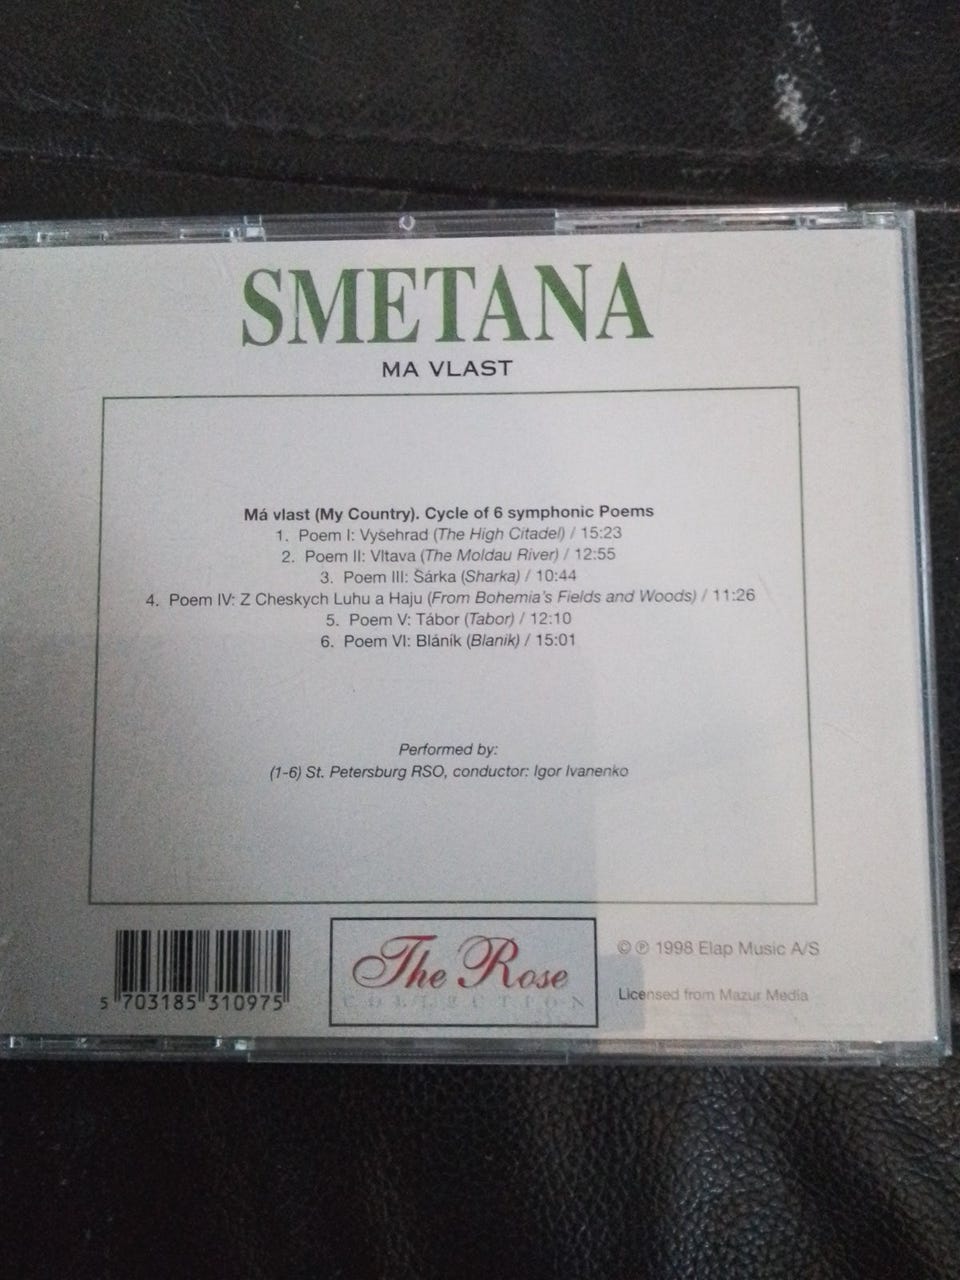 SMETANA
MA VLAST
Má vlast (My Country). Cycle of 6 symphonic Poems
1. Poem I: Vyšehrad (The High Citadel) / 15:23
2. Poem II: Vltava (The Moldau River) / 12:55
3. Poem III: Šárka (Sharka) / 10:44
4. Poem IV: Z Cheskych Luhu a Haju (From Bohemia's Fields and Woods) / 11:26
5. Poem V: Tábor (Tabor) / 12:10
6. Poem VI: Bláník (Blanik) / 15:01
Performed by:
(1-6) St. Petersburg RSO, conductor: Igor Ivanenko
5 703185 310975
The Rose
COLLECTION
© ℗ 1998 Elap Music A/S
Licensed from Mazur Media